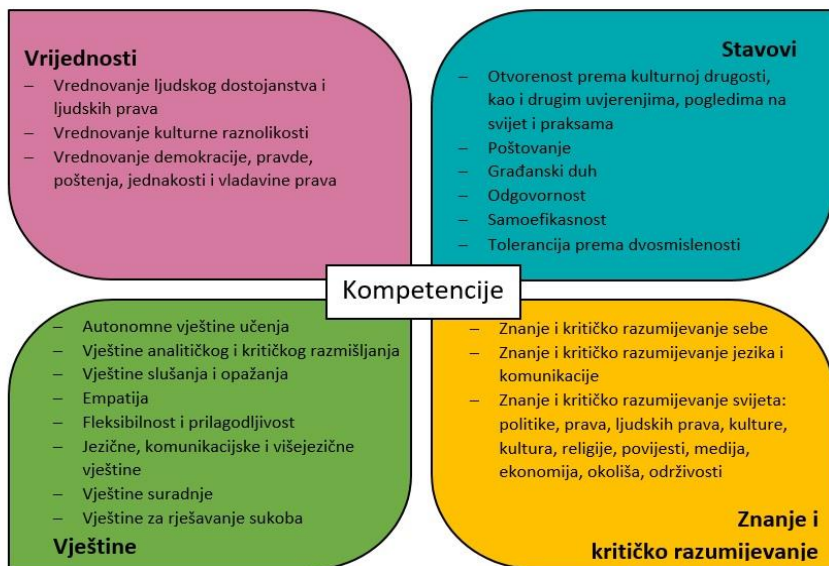 Vrijednosti
– Vrednovanje ljudskog dostojanstva i
ljudskih prava
– Vrednovanje kulturne raznolikosti
– Vrednovanje demokracije, pravde,
poštenja, jednakosti i vladavine prava
Stavovi
– Otvorenost prema kulturnoj drugosti,
kao i drugim uvjerenjima, pogledima na
svijet i praksama
– Poštovanje
– Građanski duh
– Odgovornost
– Samoefikasnost
– Tolerancija prema dvosmislenosti
Kompetencije
– Autonomne vještine učenja
– Vještine analitičkog i kritičkog razmišljanja
– Vještine slušanja i opažanja
– Empatija
– Fleksibilnost i prilagodljivost
– Jezične, komunikacijske i višejezične
vještine
– Vještine suradnje
– Vještine za rješavanje sukoba
Vještine
– Znanje i kritičko razumijevanje sebe
– Znanje i kritičko razumijevanje jezika i
komunikacije
– Znanje i kritičko razumijevanje svijeta:
politike, prava, ljudskih prava, kulture,
kultura, religije, povijesti, medija,
ekonomija, okoliša, održivosti
Znanje i
kritičko razumijevanje